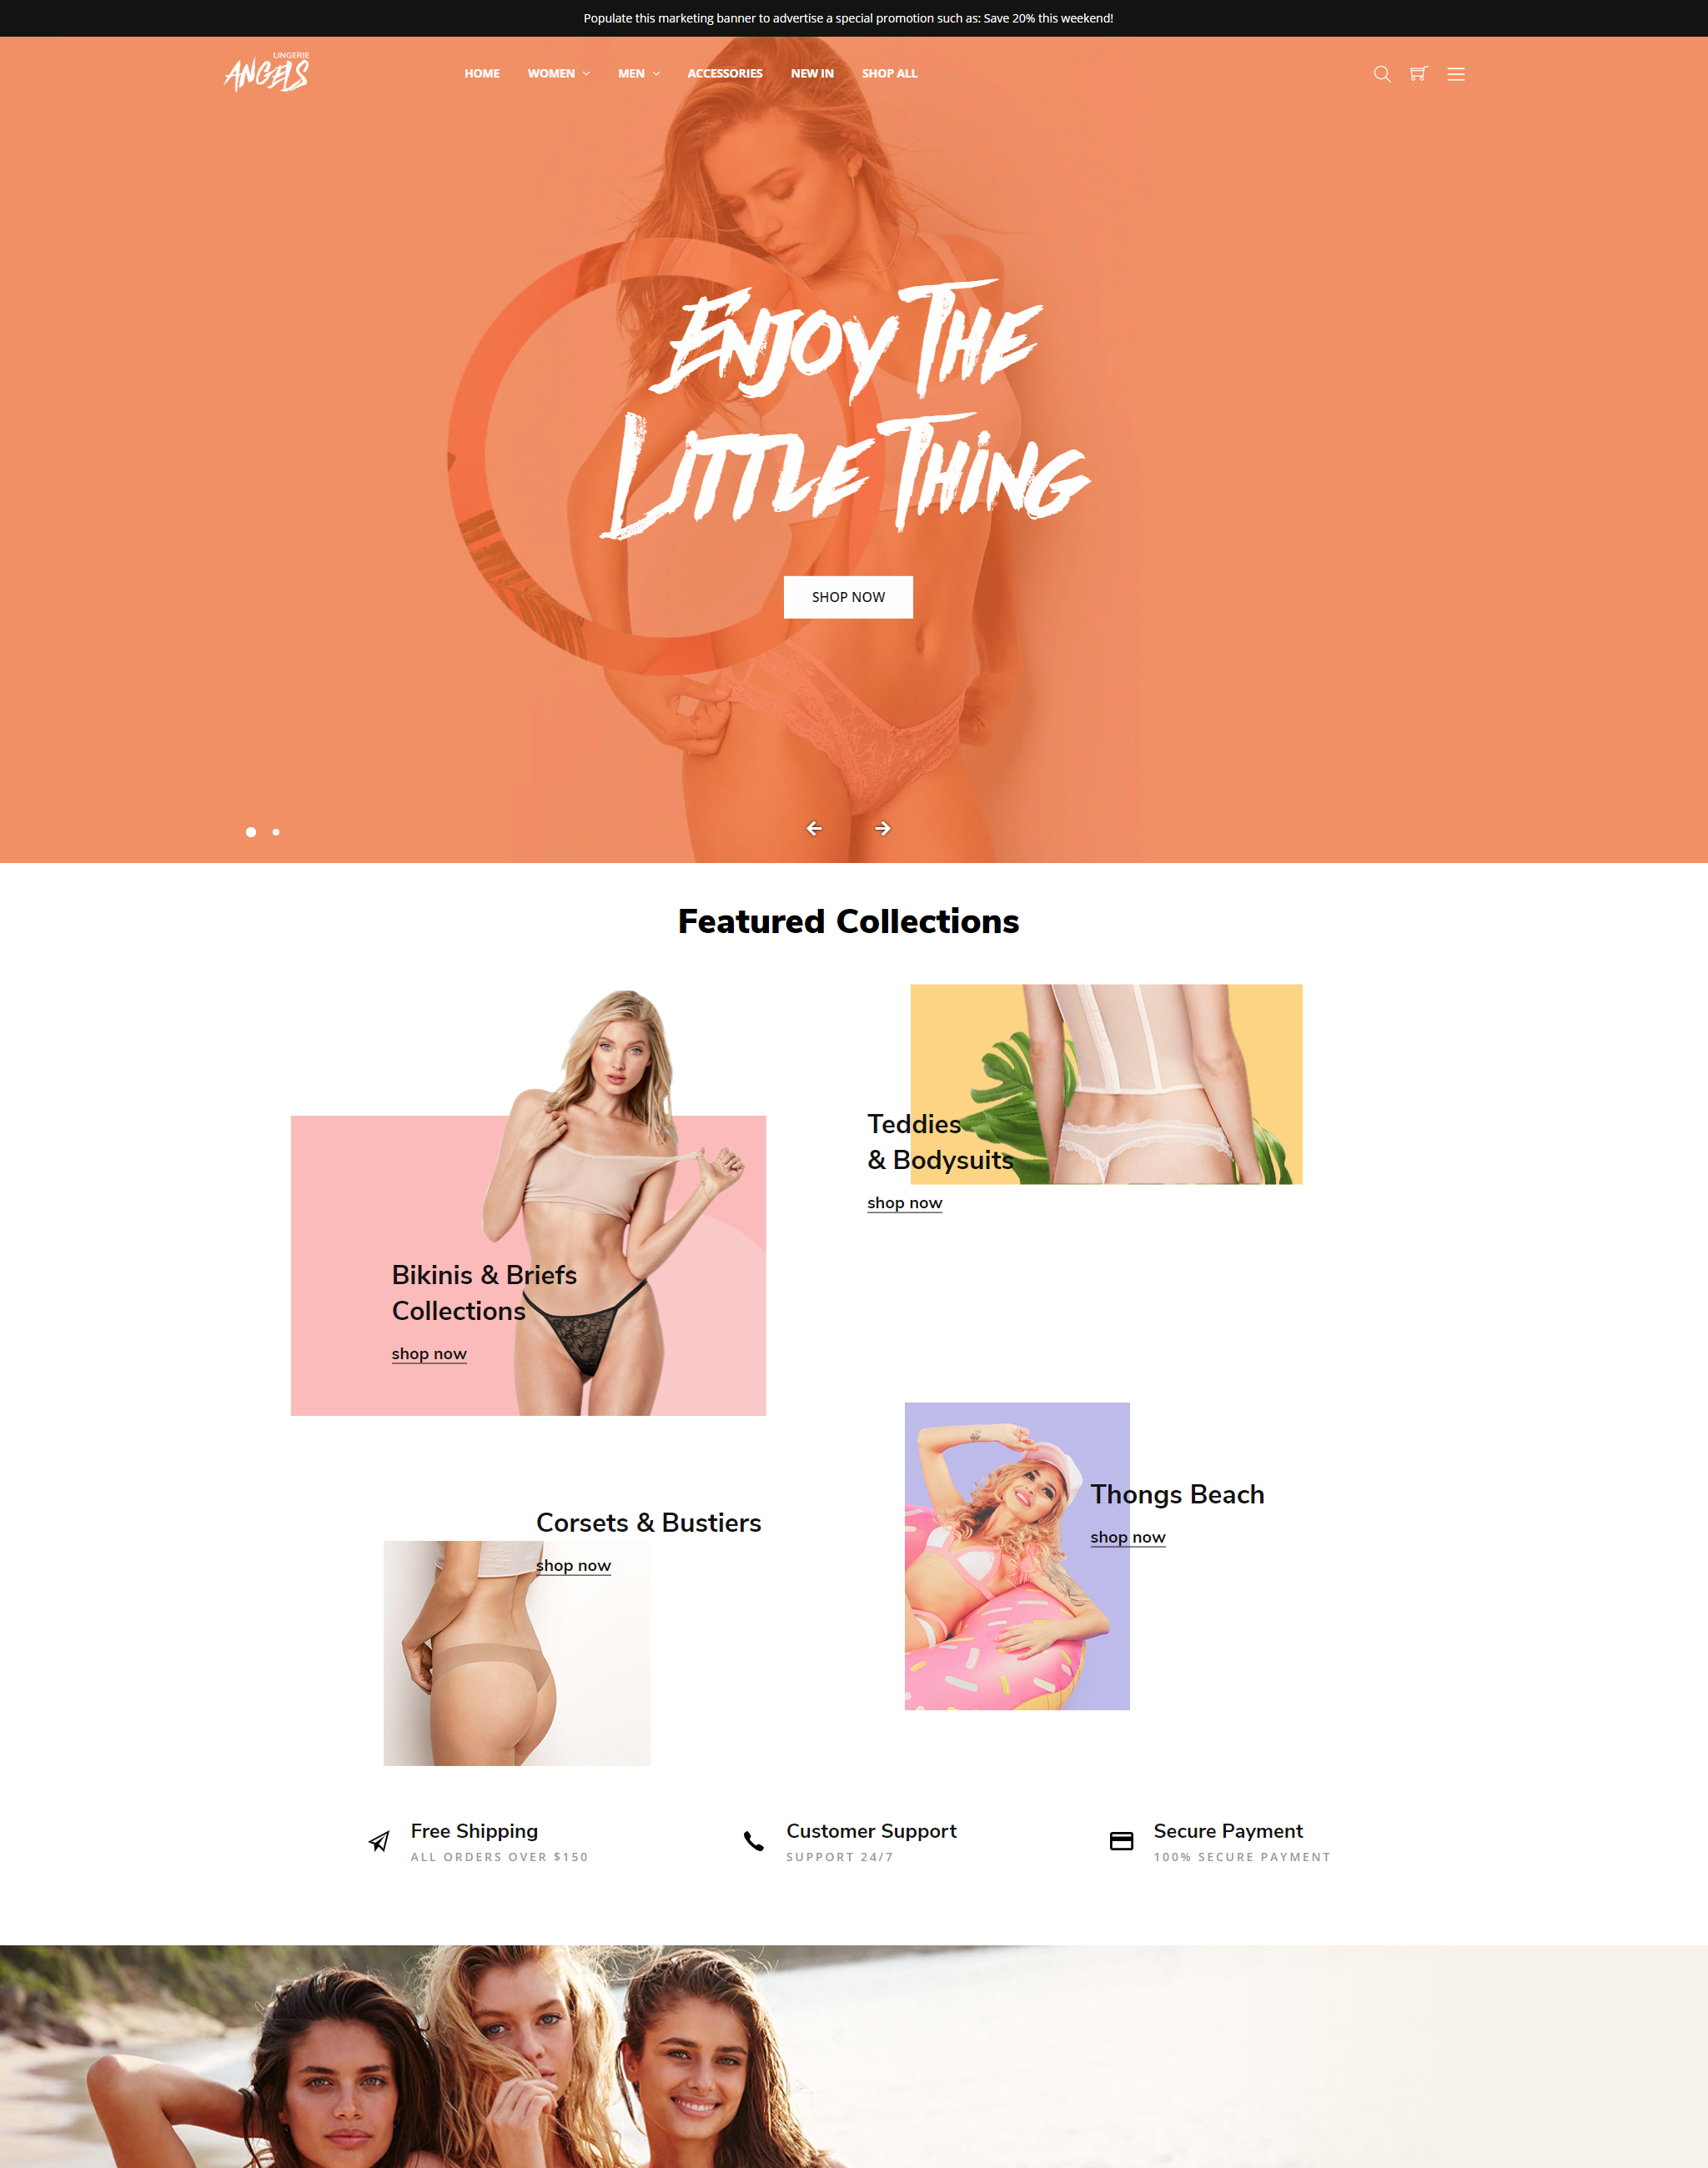 Populate this marketing banner to advertise a special promotion such as: Save 20% this weekend!
LINGERIE
ANGELS
HOME WOMEN MEN ACCESSORIES NEW IN SHOP ALL
ENJOY THE
LITTLE THING
SHOP NOW
Featured Collections
Teddies
& Bodysuits
shop now
Bikinis & Briefs
Collections
shop now
Thongs Beach
shop now
Corsets & Bustiers
shop now
Free Shipping
ALL ORDERS OVER $150
Customer Support
SUPPORT 24/7
Secure Payment
100% SECURE PAYMENT